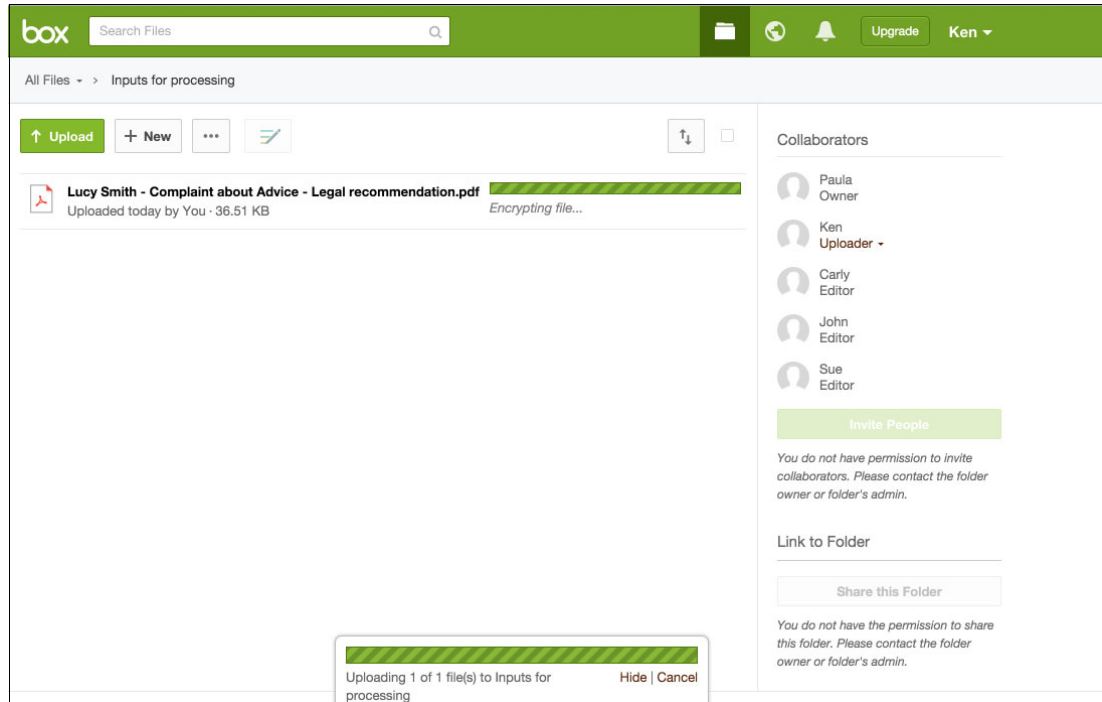 box
Search Files
Upgrade
Ken
All Files > Inputs for processing
Upload
+ New
...
Lucy Smith - Complaint about Advice - Legal recommendation.pdf
Uploaded today by You · 36.51 KB
Encrypting file...
Collaborators
Paula
Owner
Ken
Uploader
Carly
Editor
John
Editor
Sue
Editor
Invite People
You do not have permission to invite
collaborators. Please contact the folder
owner or folder's admin.
Link to Folder
Share this Folder
You do not have the permission to share
this folder. Please contact the folder
owner or folder's admin.
Uploading 1 of 1 file(s) to Inputs for
processing
Hide | Cancel